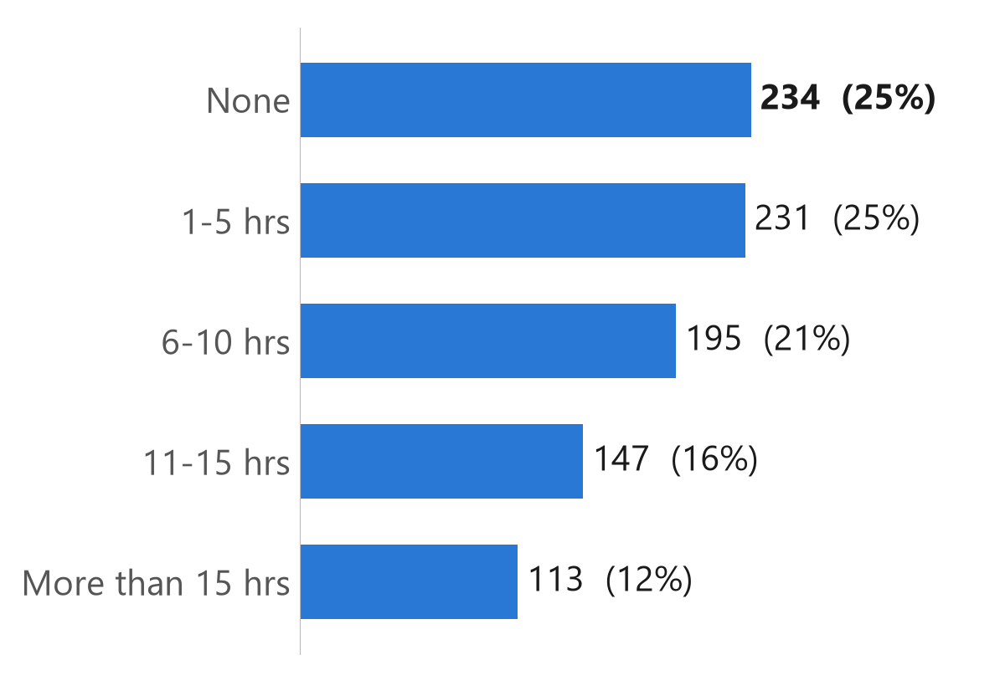 None 234 (25%)
1-5 hrs 231 (25%)
6-10 hrs 195 (21%)
11-15 hrs 147 (16%)
More than 15 hrs 113 (12%)